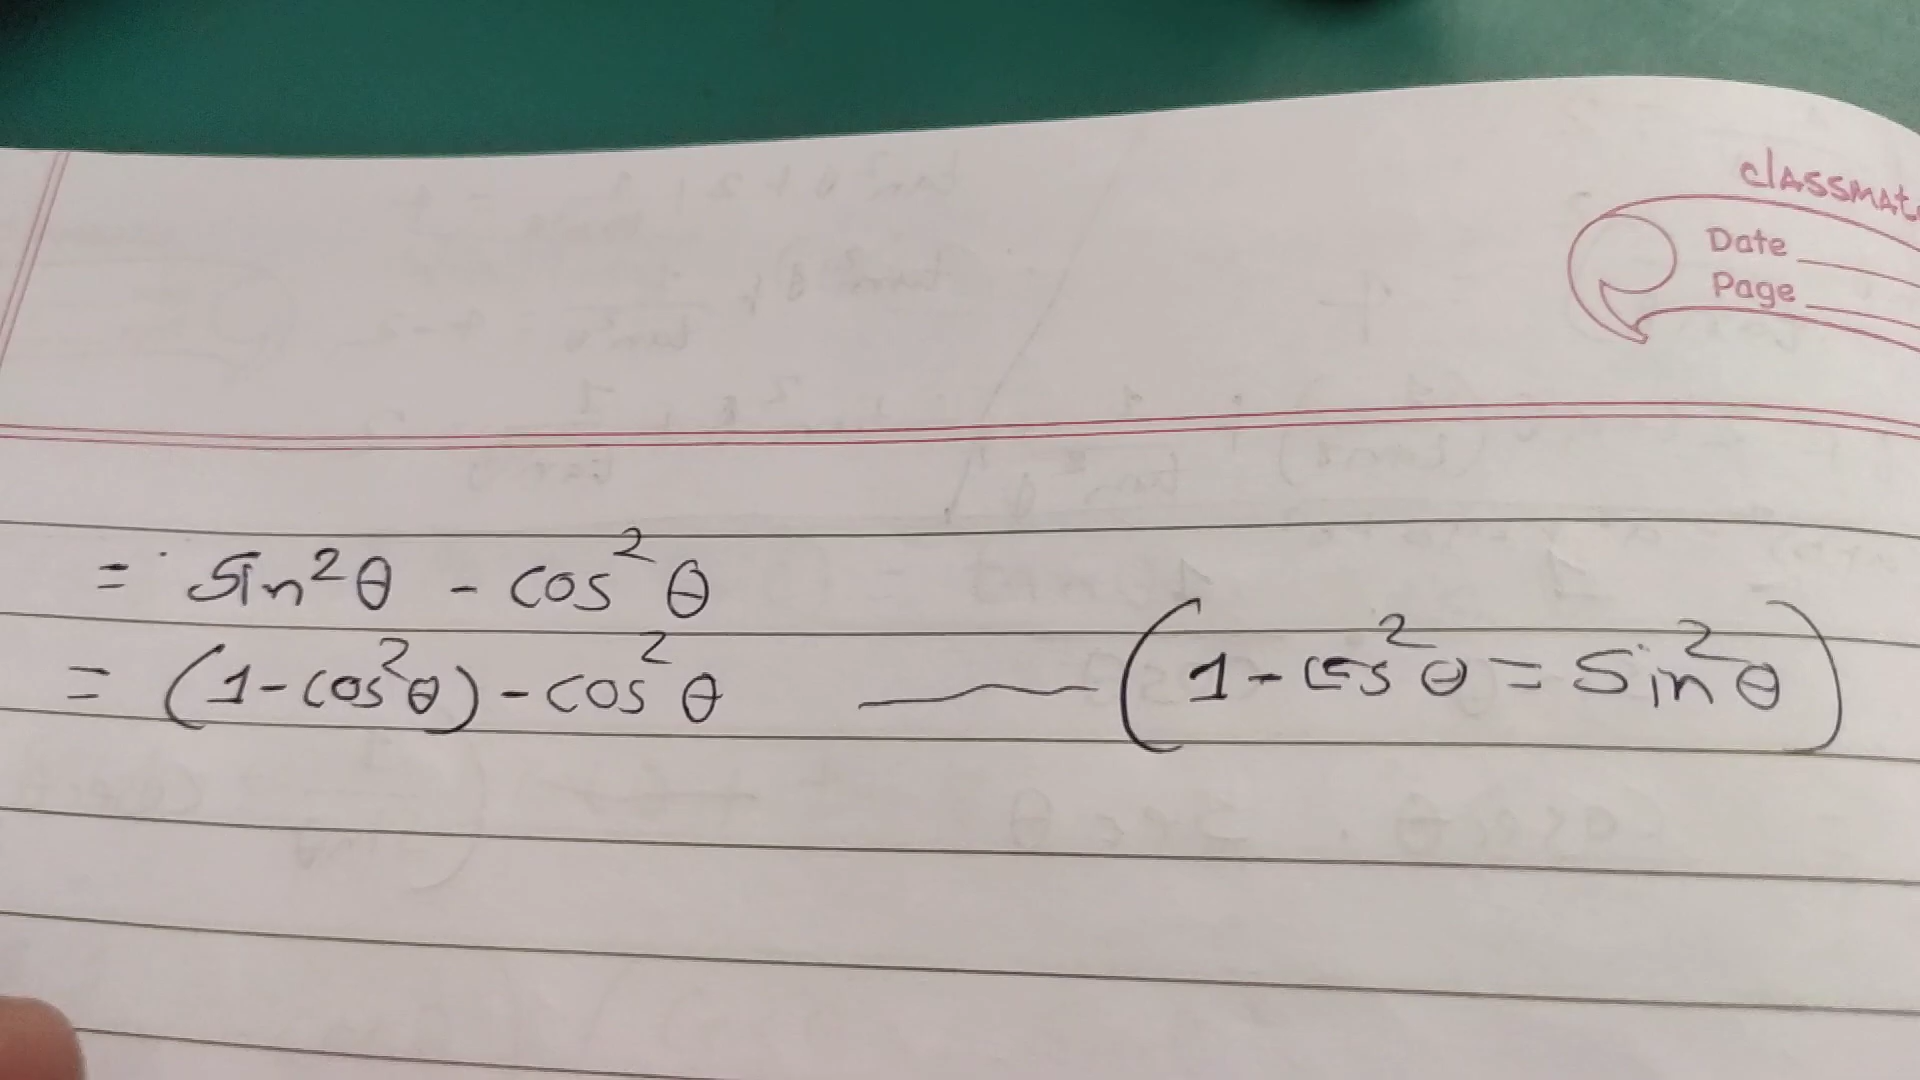 classmate
Date
Page
= Sin²θ - cos²θ
= (1-cos²θ) - cos²θ (1-cos²θ = Sin²θ)